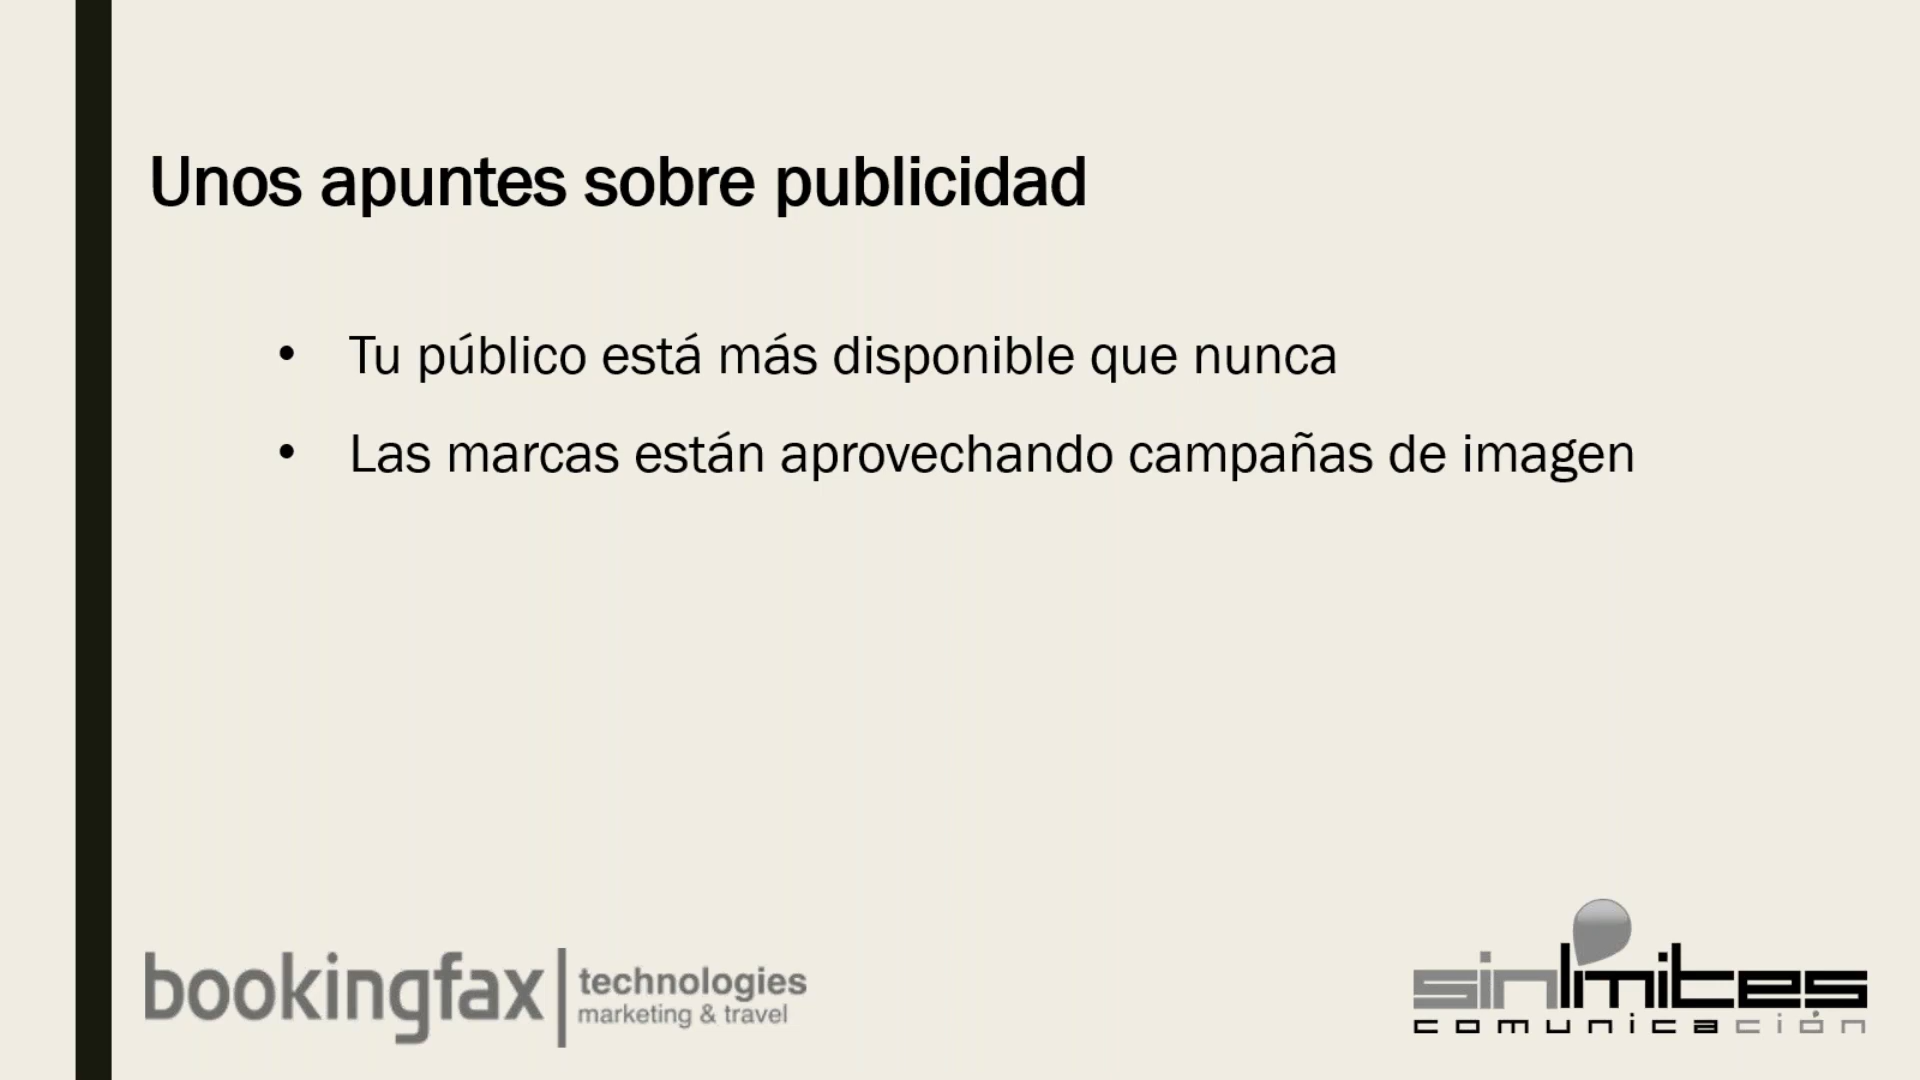 Unos apuntes sobre publicidad
• Tu público está más disponible que nunca
• Las marcas están aprovechando campañas de imagen
bookingfax
technologies
marketing & travel
sinlimites
comunicación